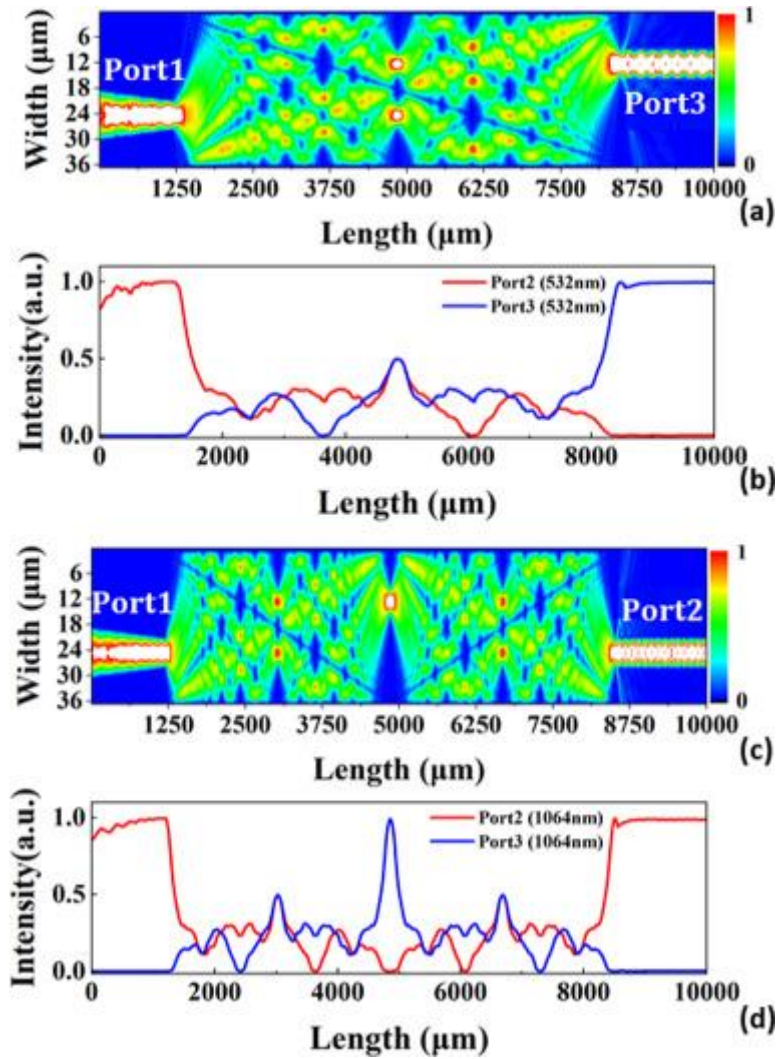 Width (μm)
6
12
18
24
30
36
Port1
Port3
1
0
1250 2500 3750 5000 6250 7500 8750 10000
(a)
Length (μm)
Intensity(a.u.)
1.0
0.5
0.0
Port2 (532nm)
Port3 (532nm)
0 2000 4000 6000 8000 10000
(b)
Length (μm)
Width (μm)
6
12
18
24
30
36
Port1
Port2
1
0
1250 2500 3750 5000 6250 7500 8750 10000
(c)
Length (μm)
Intensity(a.u.)
1.0
0.5
0.0
Port2 (1064nm)
Port3 (1064nm)
0 2000 4000 6000 8000 10000
(d)
Length (μm)